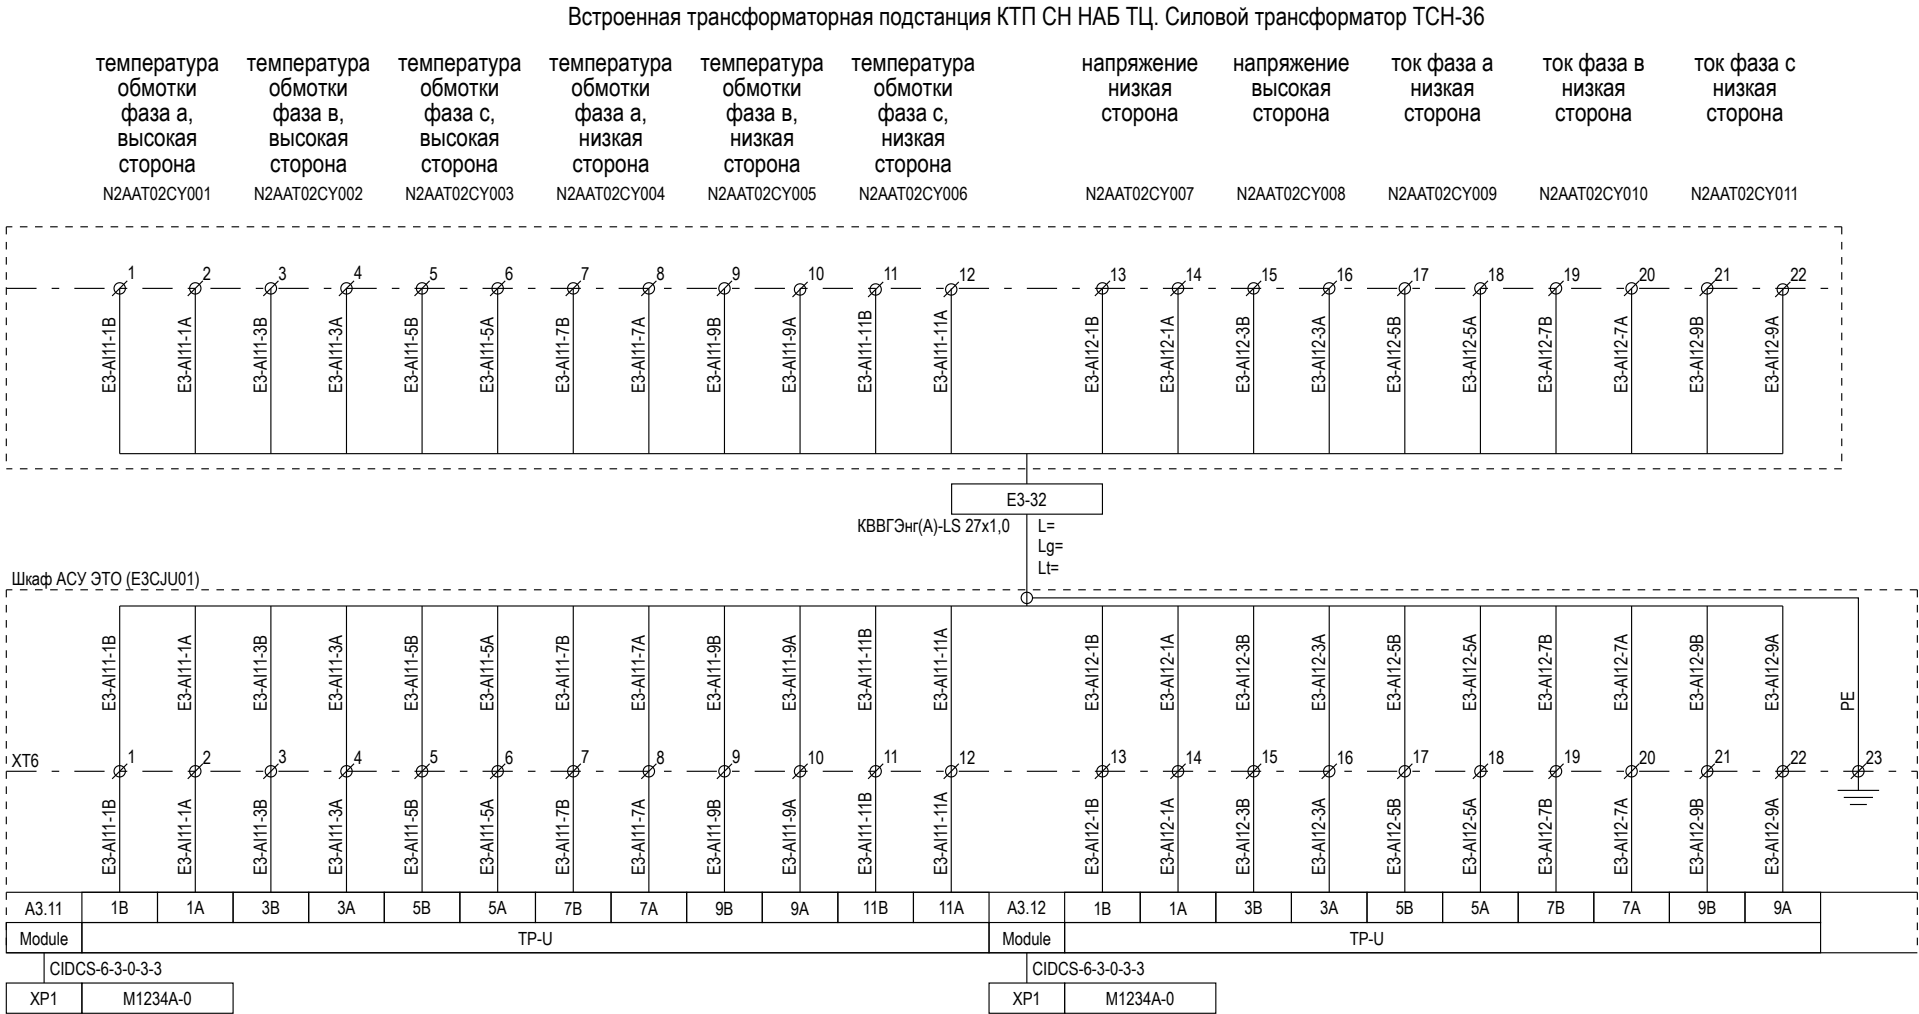 Встроенная трансформаторная подстанция КТП СН НАБ ТЦ. Силовой трансформатор ТСН-36
температура обмотки фаза а, высокая сторона
температура обмотки фаза в, высокая сторона
температура обмотки фаза с, высокая сторона
температура обмотки фаза а, низкая сторона
температура обмотки фаза в, низкая сторона
температура обмотки фаза с, низкая сторона
напряжение низкая сторона
напряжение высокая сторона
ток фаза а низкая сторона
ток фаза в низкая сторона
ток фаза с низкая сторона
N2AAT02CY001 N2AAT02CY002 N2AAT02CY003 N2AAT02CY004 N2AAT02CY005 N2AAT02CY006 N2AAT02CY007 N2AAT02CY008 N2AAT02CY009 N2AAT02CY010 N2AAT02CY011
1 2 3 4 5 6 7 8 9 10 11 12 13 14 15 16 17 18 19 20 21 22
E3-AI11-1B E3-AI11-1A E3-AI11-3B E3-AI11-3A E3-AI11-5B E3-AI11-5A E3-AI11-7B E3-AI11-7A E3-AI11-9B E3-AI11-9A E3-AI11-11B E3-AI11-11A E3-AI12-1B E3-AI12-1A E3-AI12-3B E3-AI12-3A E3-AI12-5B E3-AI12-5A E3-AI12-7B E3-AI12-7A E3-AI12-9B E3-AI12-9A
E3-32
КВВГЭнг(А)-LS 27х1,0
L=
Lg=
Lt=
Шкаф АСУ ЭТО (E3CJU01)
E3-AI11-1B E3-AI11-1A E3-AI11-3B E3-AI11-3A E3-AI11-5B E3-AI11-5A E3-AI11-7B E3-AI11-7A E3-AI11-9B E3-AI11-9A E3-AI11-11B E3-AI11-11A E3-AI12-1B E3-AI12-1A E3-AI12-3B E3-AI12-3A E3-AI12-5B E3-AI12-5A E3-AI12-7B E3-AI12-7A E3-AI12-9B E3-AI12-9A PE
XT6 1 2 3 4 5 6 7 8 9 10 11 12 13 14 15 16 17 18 19 20 21 22 23
E3-AI11-1B E3-AI11-1A E3-AI11-3B E3-AI11-3A E3-AI11-5B E3-AI11-5A E3-AI11-7B E3-AI11-7A E3-AI11-9B E3-AI11-9A E3-AI11-11B E3-AI11-11A E3-AI12-1B E3-AI12-1A E3-AI12-3B E3-AI12-3A E3-AI12-5B E3-AI12-5A E3-AI12-7B E3-AI12-7A E3-AI12-9B E3-AI12-9A
A3.11 1B 1A 3B 3A 5B 5A 7B 7A 9B 9A 11B 11A A3.12 1B 1A 3B 3A 5B 5A 7B 7A 9B 9A
Module TP-U Module TP-U
CIDCS-6-3-0-3-3 CIDCS-6-3-0-3-3
XP1 M1234A-0 XP1 M1234A-0